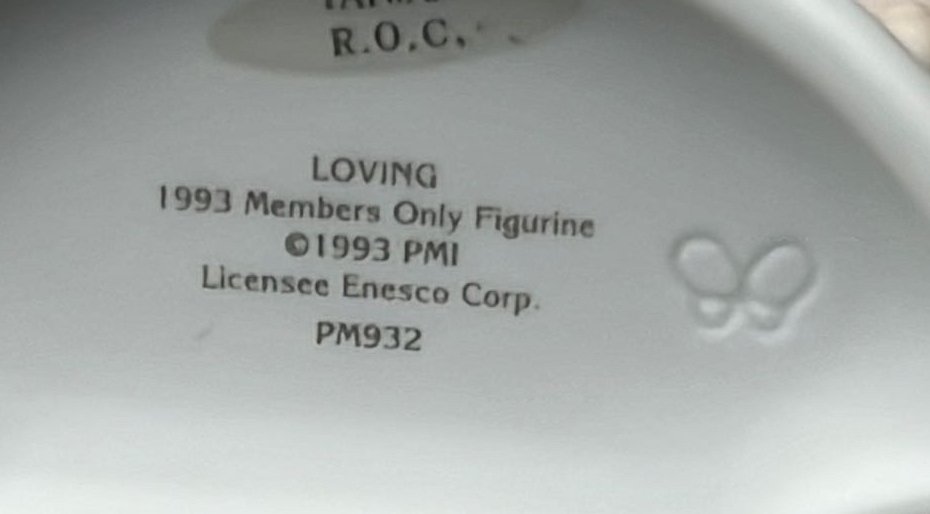 R.O.C.
LOVING
1993 Members Only Figurine
©1993 PMI
Licensee Enesco Corp.
PM932